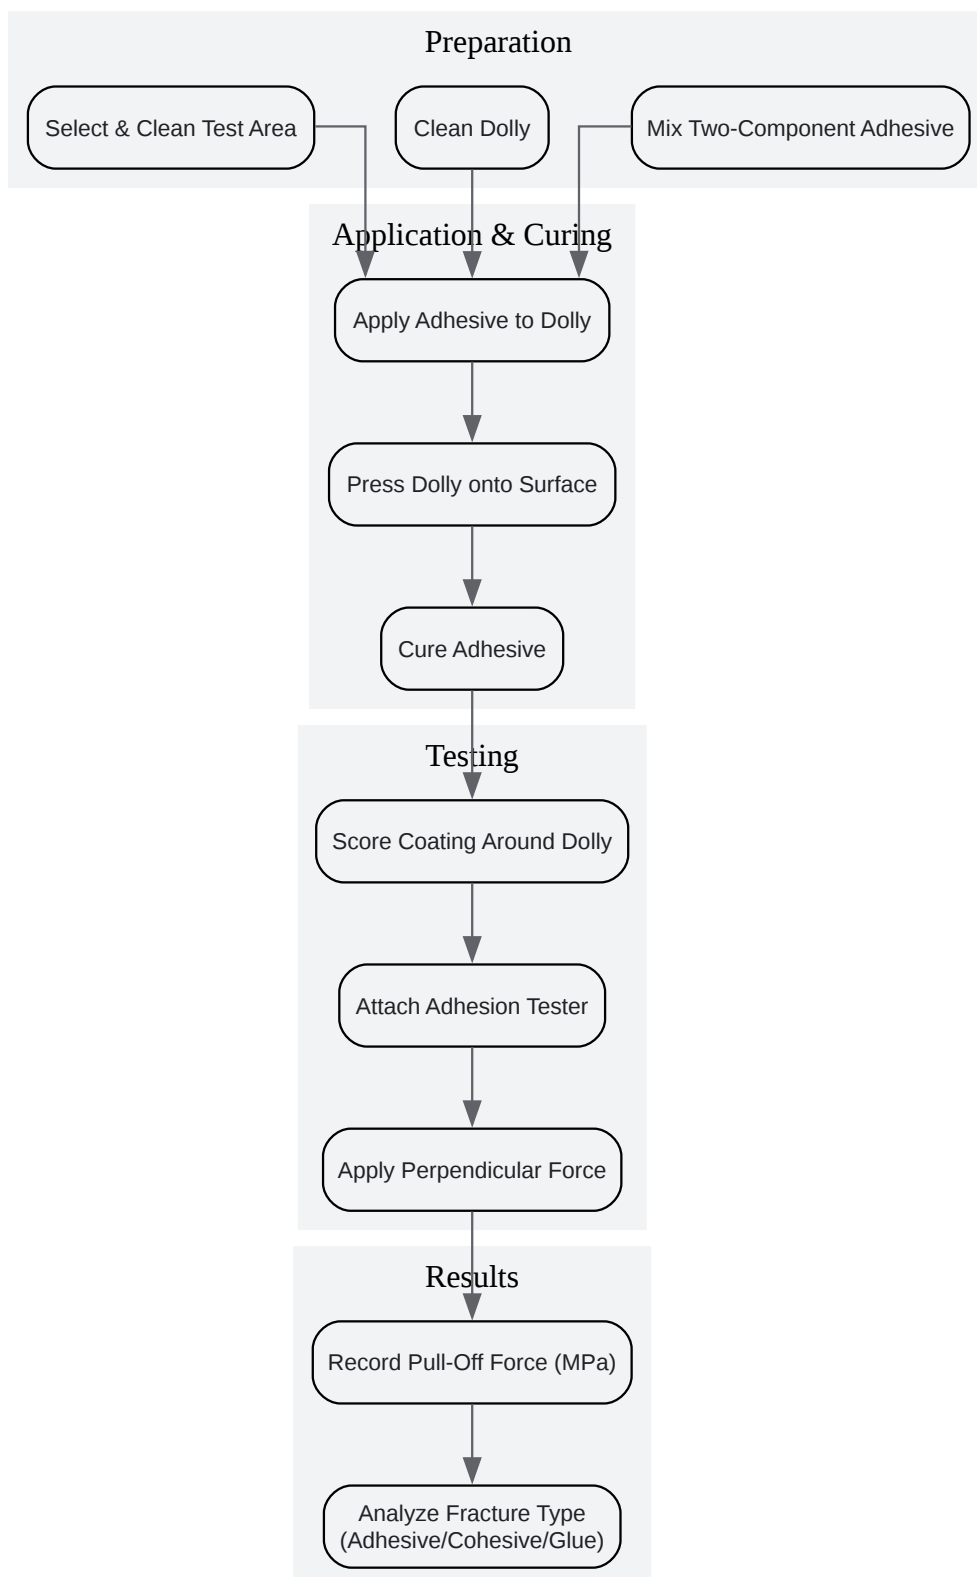 Preparation
Select & Clean Test Area
Clean Dolly
Mix Two-Component Adhesive
Application & Curing
Apply Adhesive to Dolly
Press Dolly onto Surface
Cure Adhesive
Testing
Score Coating Around Dolly
Attach Adhesion Tester
Apply Perpendicular Force
Results
Record Pull-Off Force (MPa)
Analyze Fracture Type
(Adhesive/Cohesive/Glue)